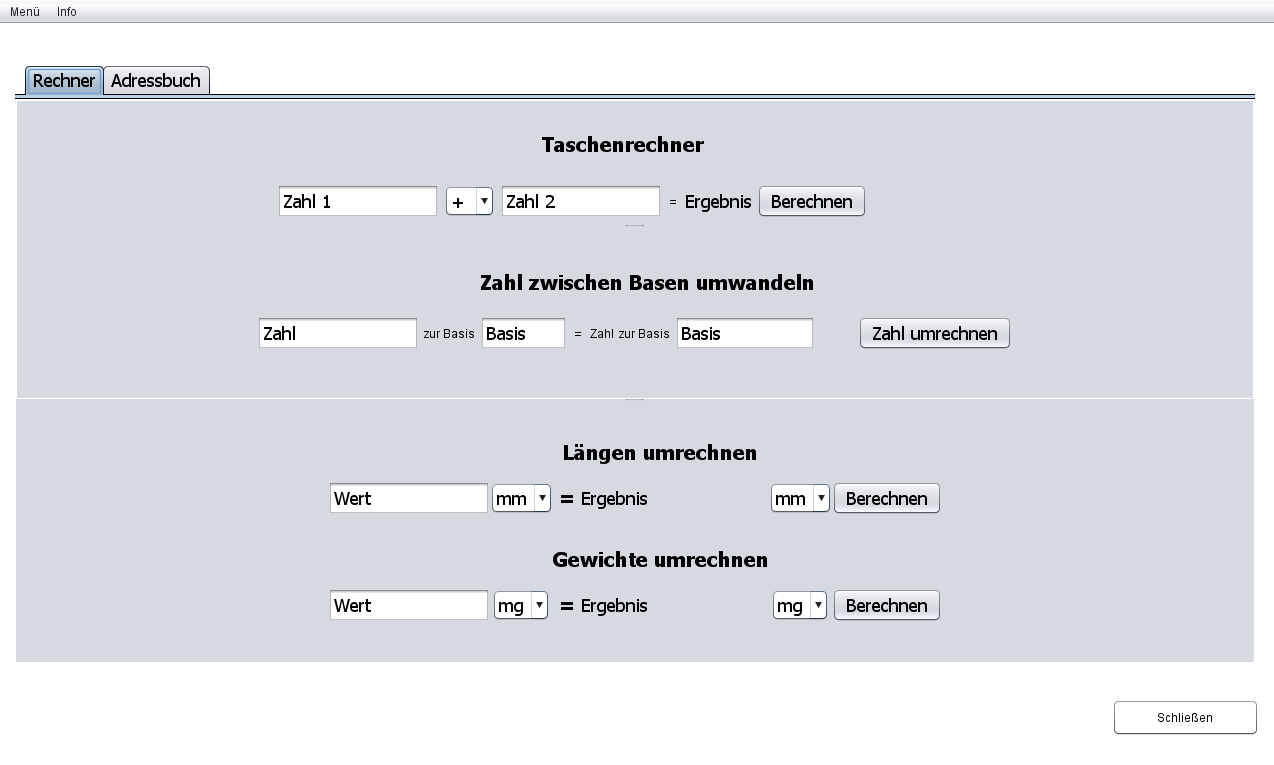 Menü Info
Rechner Adressbuch
Taschenrechner
Zahl 1 + Zahl 2 = Ergebnis Berechnen
Zahl zwischen Basen umwandeln
Zahl zur Basis Basis = Zahl zur Basis Basis Zahl umrechnen
Längen umrechnen
Wert mm = Ergebnis mm Berechnen
Gewichte umrechnen
Wert mg = Ergebnis mg Berechnen
Schließen